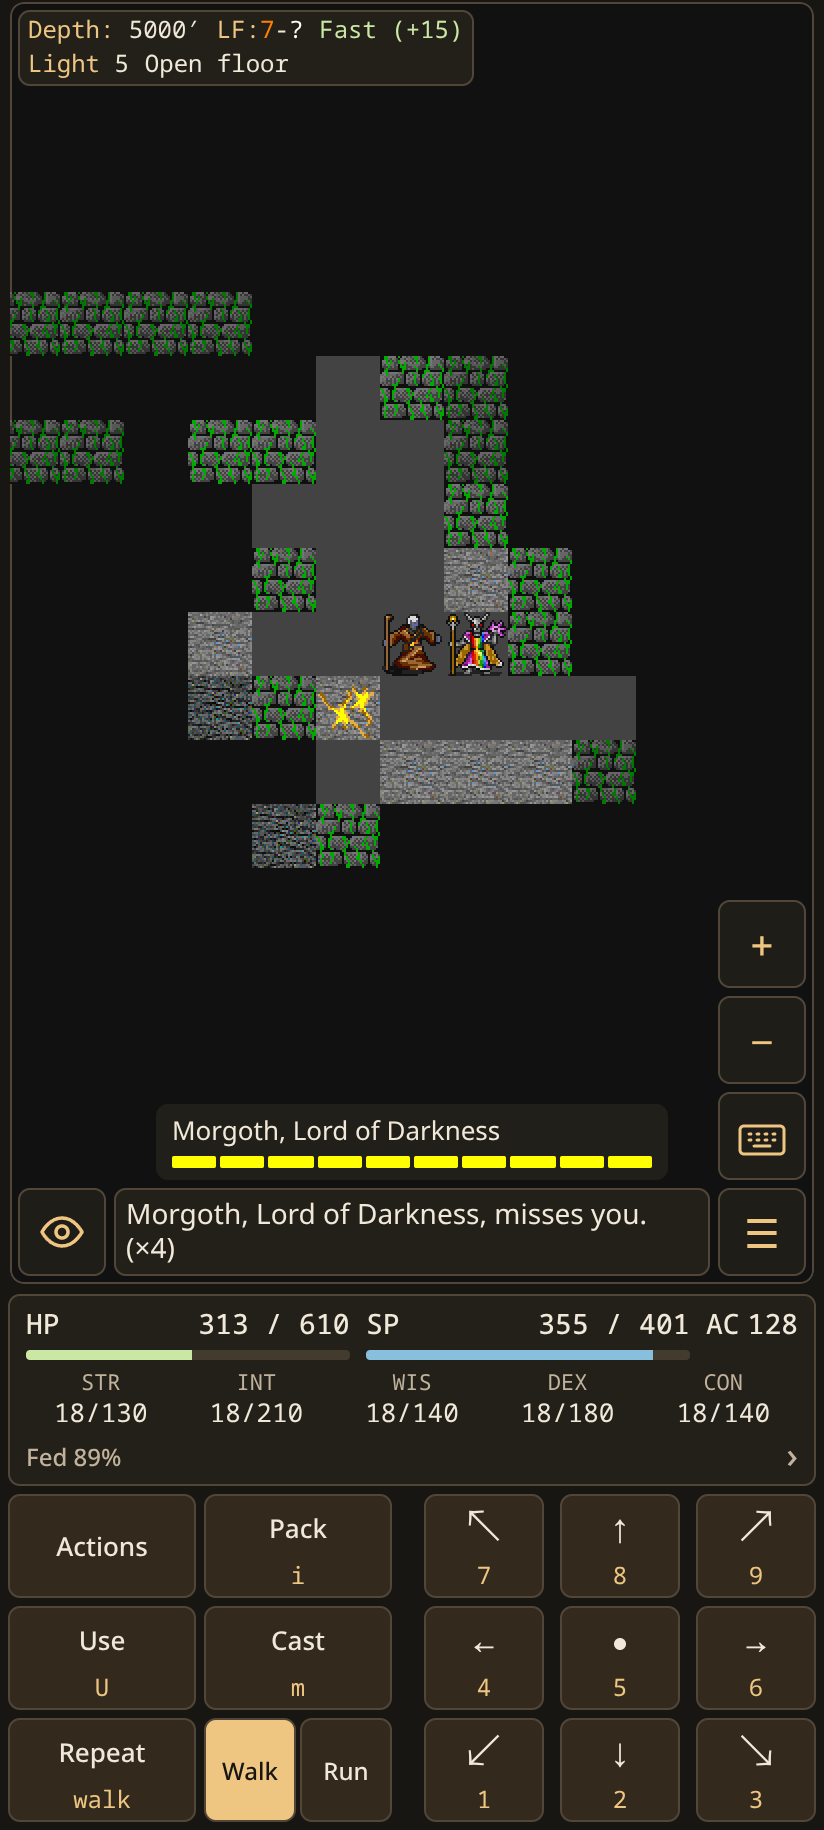 Depth: 5000′ LF:7-? Fast (+15)
Light 5 Open floor
+
−
Morgoth, Lord of Darkness
Morgoth, Lord of Darkness, misses you.
(×4)
HP 313 / 610 SP 355 / 401 AC 128
STR INT WIS DEX CON
18/130 18/210 18/140 18/180 18/140
Fed 89% ›
Actions
Pack
i
↖
7
↑
8
↗
9
Use
U
Cast
m
←
4
●
5
→
6
Repeat
walk
Walk
Run
↙
1
↓
2
↘
3